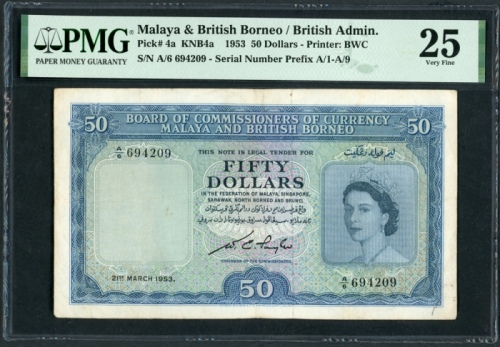 PMG
PAPER MONEY GUARANTY
Malaya & British Borneo / British Admin.
Pick# 4a KNB4a 1953 50 Dollars - Printer: BWC
S/N A/6 694209 - Serial Number Prefix A/1-A/9
25
Very Fine
50
BOARD OF COMMISSIONERS OF CURRENCY
MALAYA AND BRITISH BORNEO
50
A/6 694209
THIS NOTE IS LEGAL TENDER FOR
FIFTY
DOLLARS
IN THE FEDERATION OF MALAYA, SINGAPORE,
SARAWAK, NORTH BORNEO AND BRUNEI.
CHAIRMAN OF THE COMMISSIONERS
21ST MARCH 1953.
50
A/6 694209